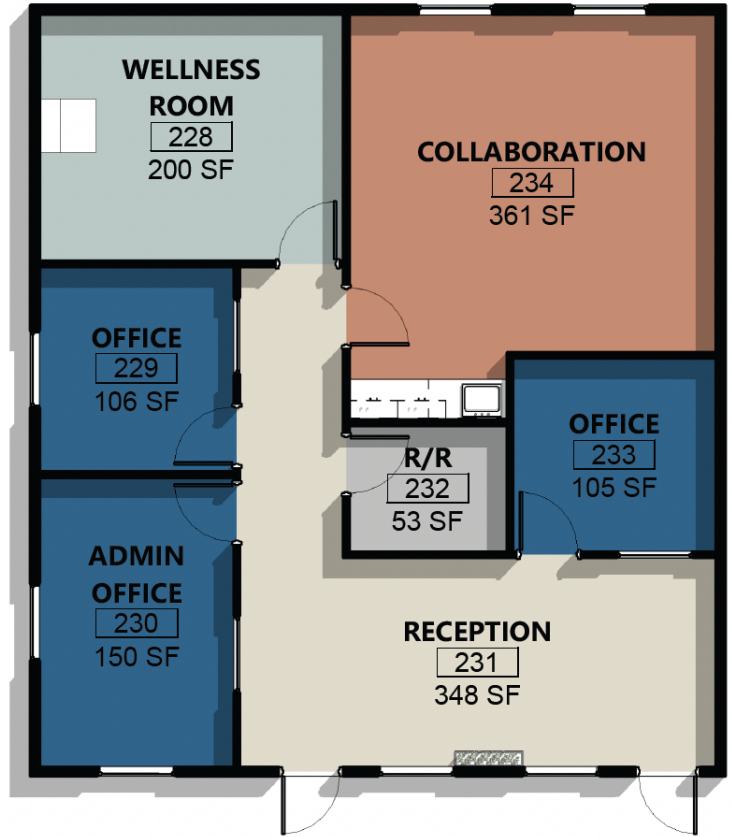 WELLNESS
ROOM
228
200 SF
COLLABORATION
234
361 SF
OFFICE
229
106 SF
OFFICE
233
105 SF
R/R
232
53 SF
ADMIN
OFFICE
230
150 SF
RECEPTION
231
348 SF